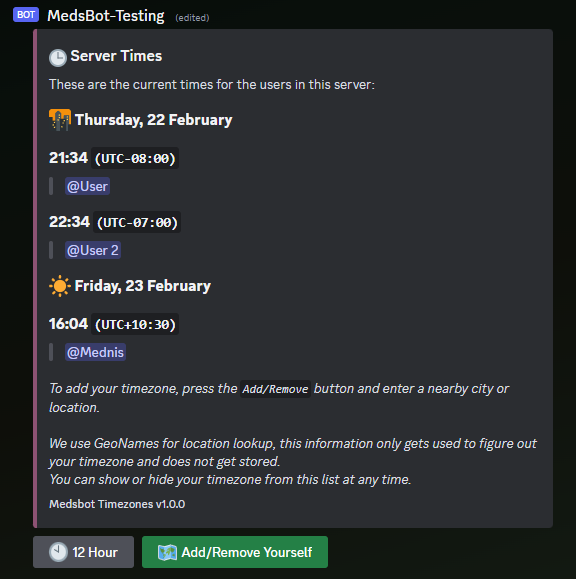 BOT MedsBot-Testing (edited)
Server Times
These are the current times for the users in this server:
Thursday, 22 February
21:34 (UTC-08:00)
@User
22:34 (UTC-07:00)
@User 2
Friday, 23 February
16:04 (UTC+10:30)
@Mednis
To add your timezone, press the Add/Remove button and enter a nearby city or
location.
We use GeoNames for location lookup, this information only gets used to figure out
your timezone and does not get stored.
You can show or hide your timezone from this list at any time.
Medsbot Timezones v1.0.0
12 Hour Add/Remove Yourself